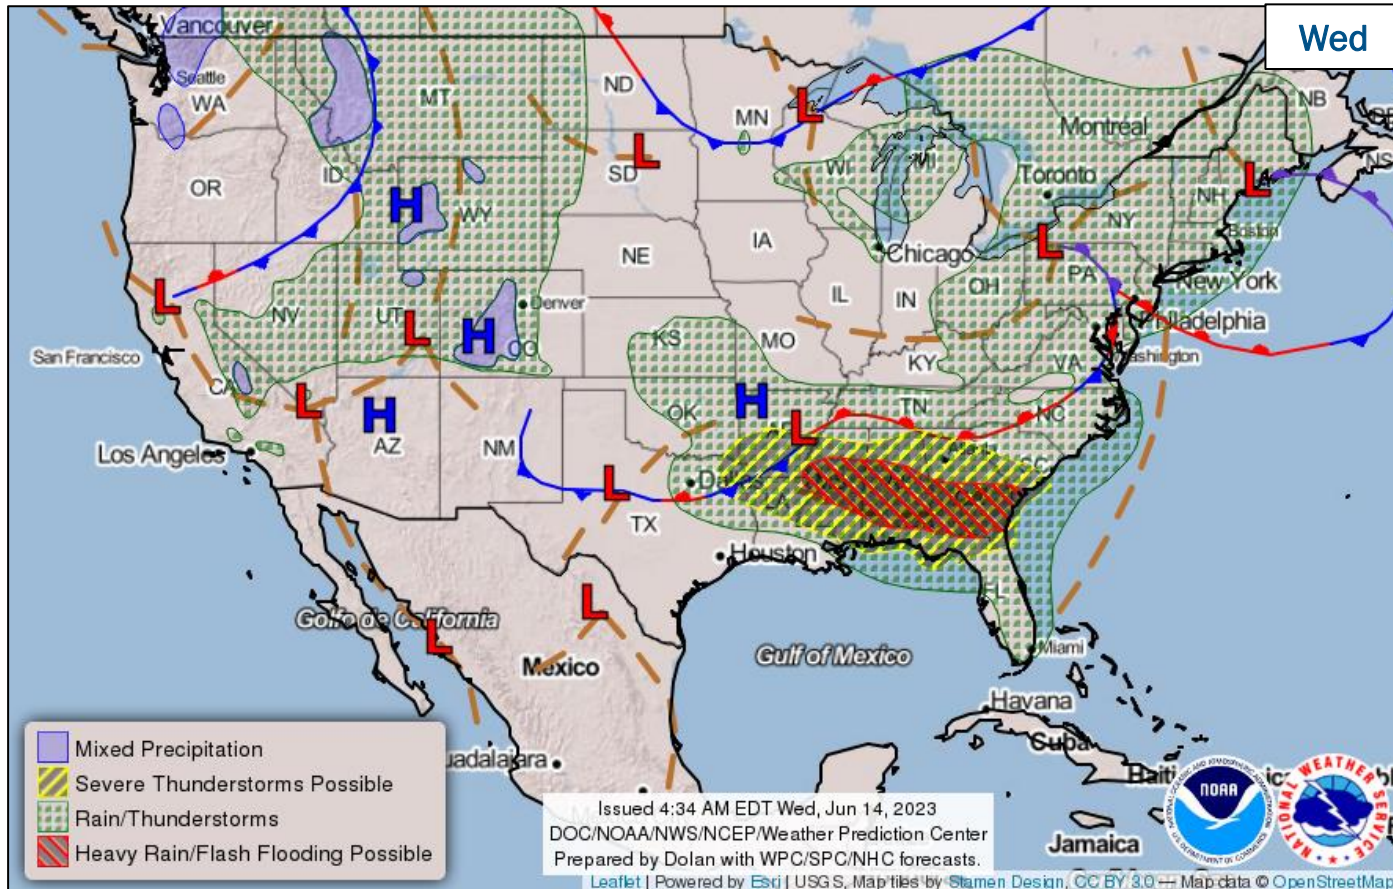 Wed
Vancouver
Seattle
WA
MT
ND
MN
Montréal
NB
NS
OR
ID
SD
WI
MI
Toronto
NH
WY
NY
Boston
IA
Chicago
NE
PA
New York
NV
UT
Denver
IL
IN
OH
Philadelphia
San Francisco
CO
KS
MO
KY
VA
Washington
CA
OK
TN
NC
Los Angeles
AZ
NM
Dallas
SC
LA
TX
Houston
FL
Golfo de California
Mexico
Gulf of Mexico
Miami
Havana
Cuba
Jamaica
H
H
H
H
L
L
L
L
L
L
L
L
L
L
L
Mixed Precipitation
Severe Thunderstorms Possible
Rain/Thunderstorms
Heavy Rain/Flash Flooding Possible
uadalajara
Issued 4:34 AM EDT Wed, Jun 14, 2023
DOC/NOAA/NWS/NCEP/Weather Prediction Center
Prepared by Dolan with WPC/SPC/NHC forecasts.
Leaflet | Powered by Esri | USGS, Map tiles by Stamen Design, CC BY 3.0 — Map data © OpenStreetMap
NOAA
NATIONAL WEATHER SERVICE